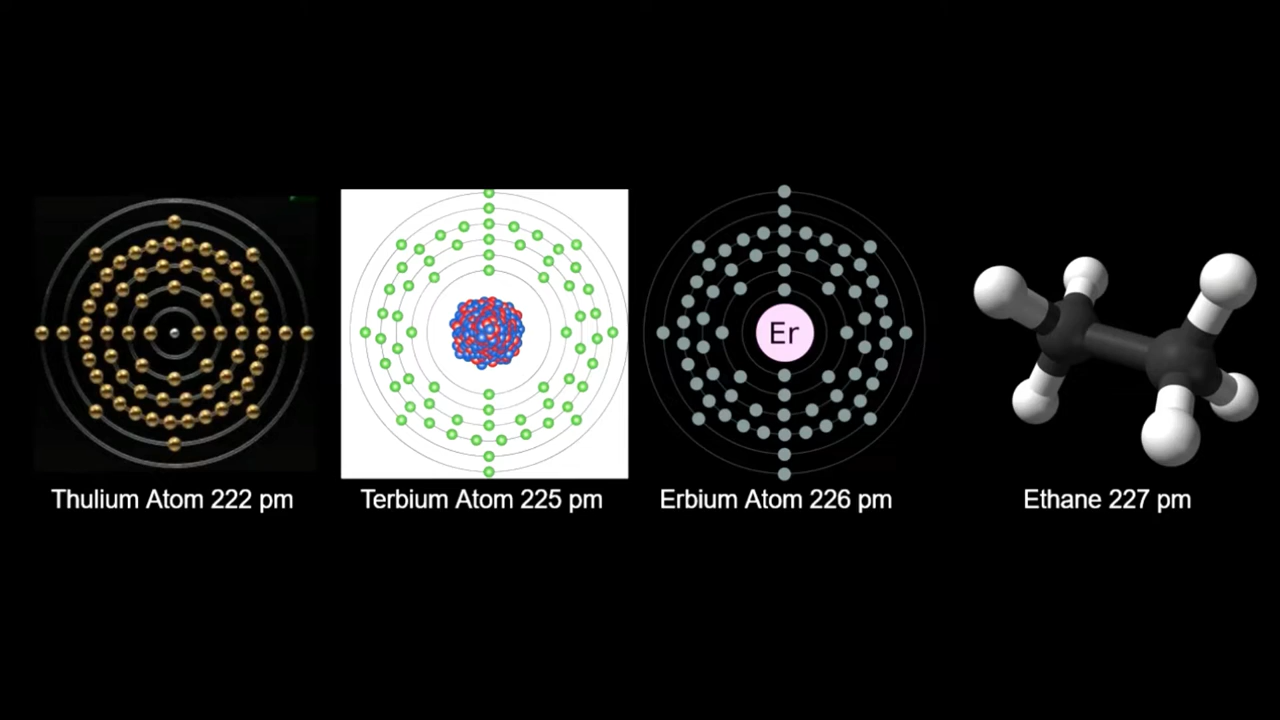 Er
Thulium Atom 222 pm
Terbium Atom 225 pm
Erbium Atom 226 pm
Ethane 227 pm